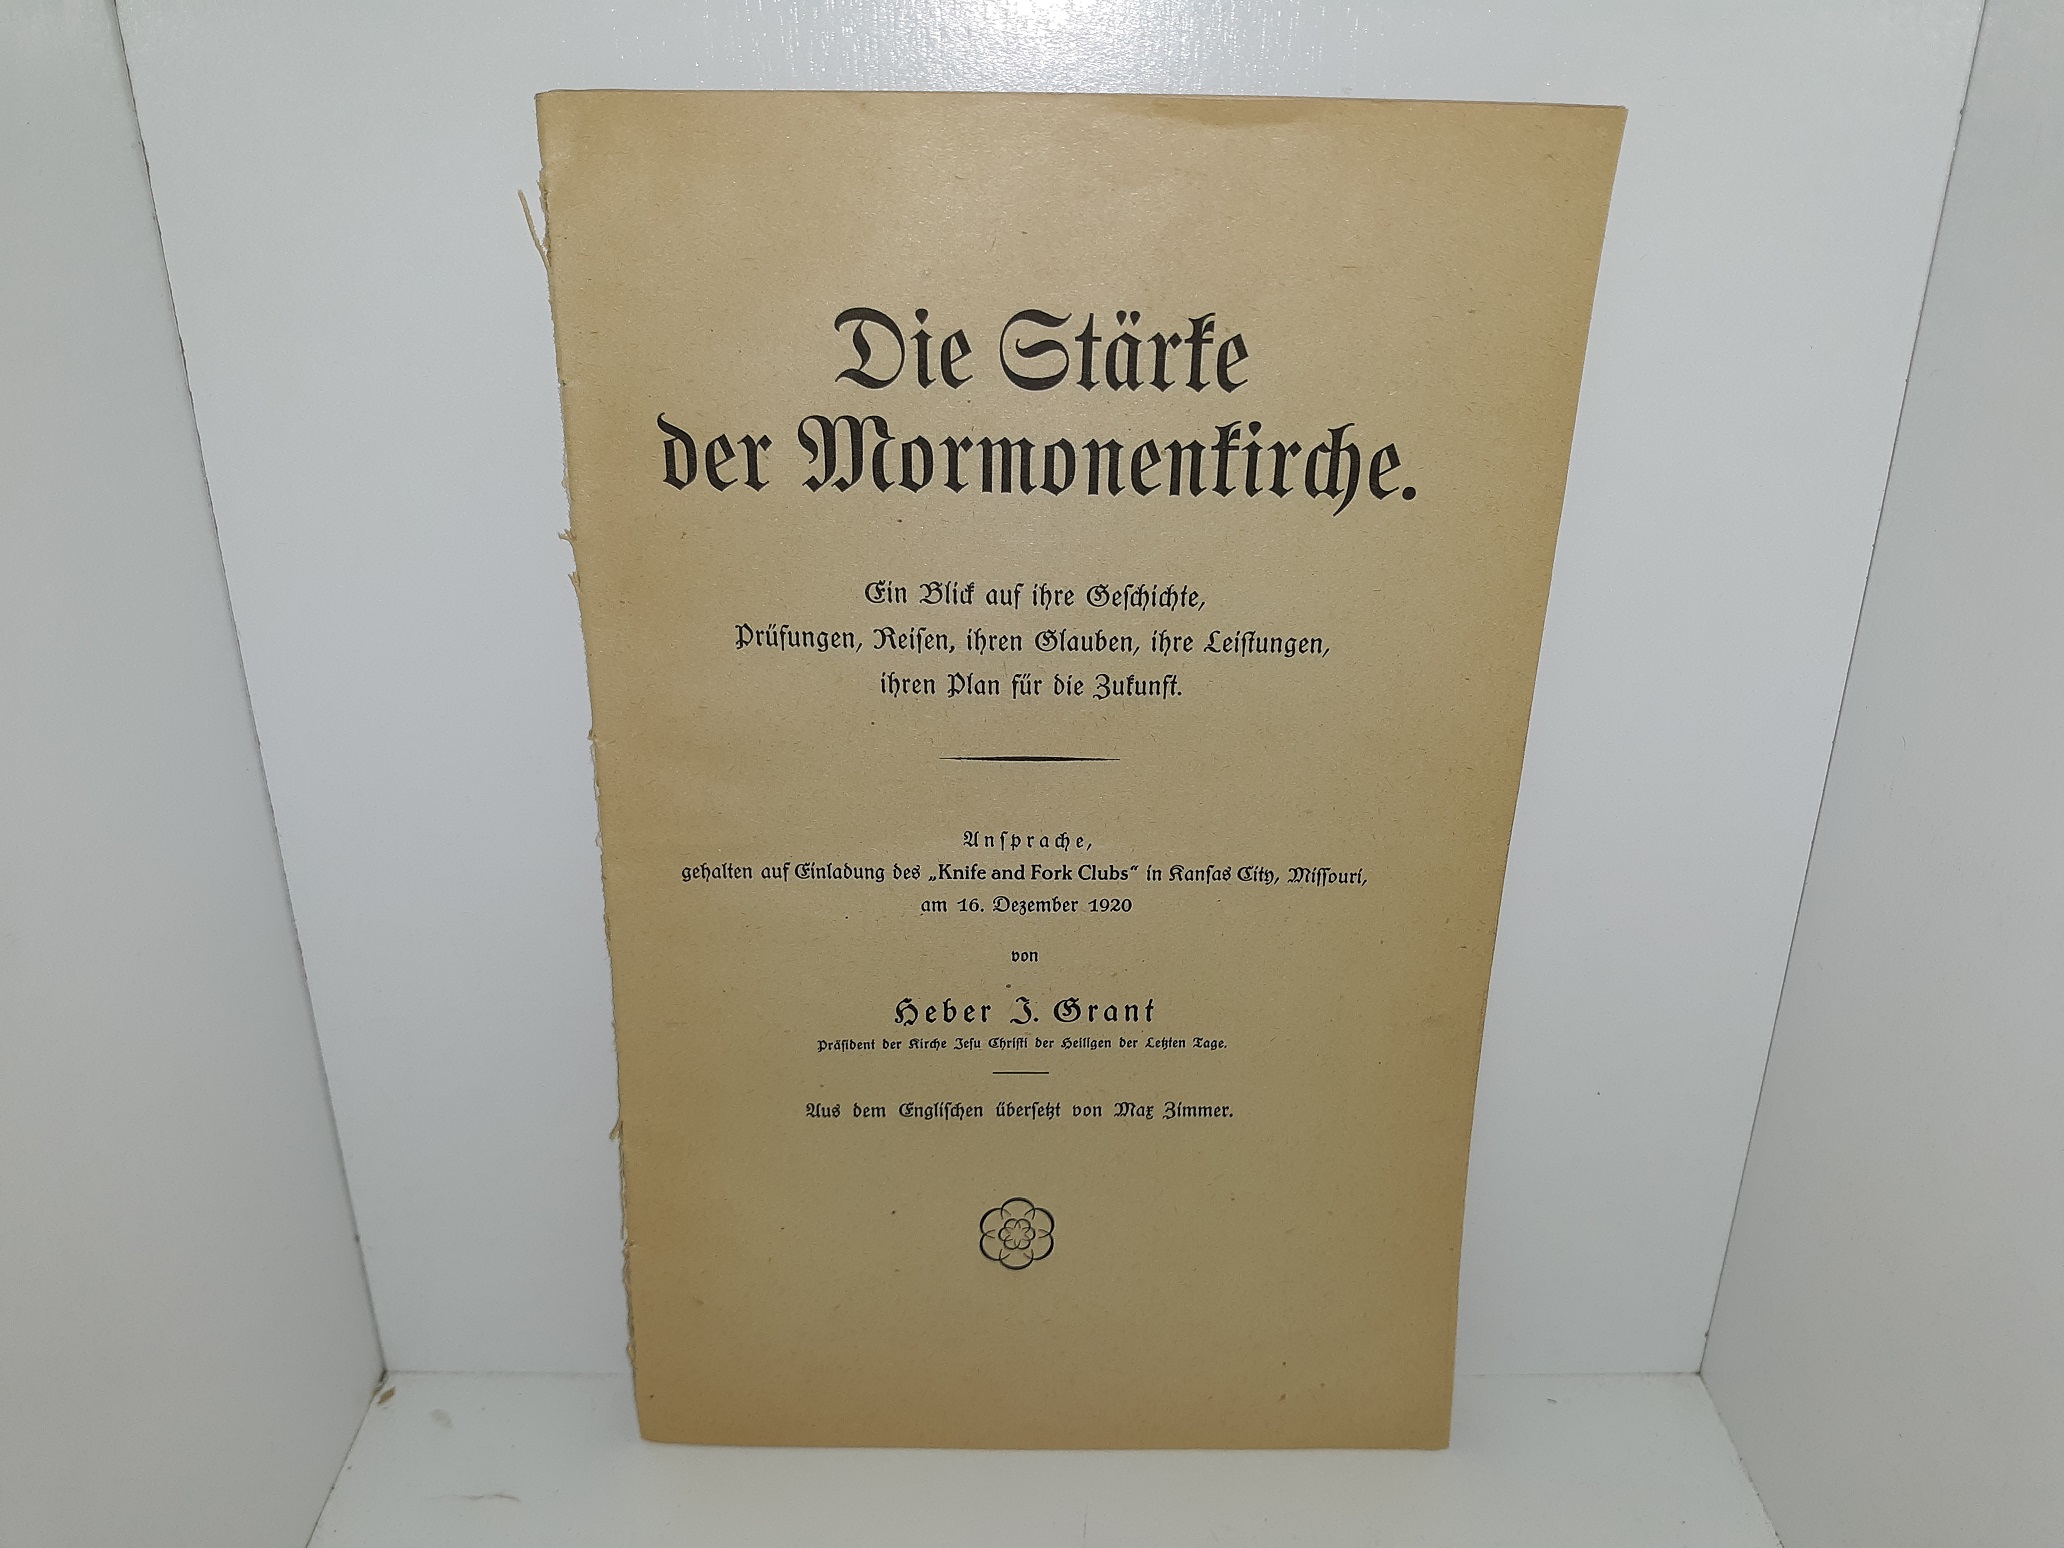 Die Stärke
der Mormonenkirche.
Ein Blick auf ihre Geschichte,
Prüfungen, Reisen, ihren Glauben, ihre Leistungen,
ihren Plan für die Zukunft.
Ansprache,
gehalten auf Einladung des „Knife and Fork Clubs“ in Kansas City, Missouri,
am 16. Dezember 1920
von
Heber J. Grant
Präsident der Kirche Jesu Christi der Heiligen der Letzten Tage.
Aus dem Englischen übersetzt von Max Zimmer.